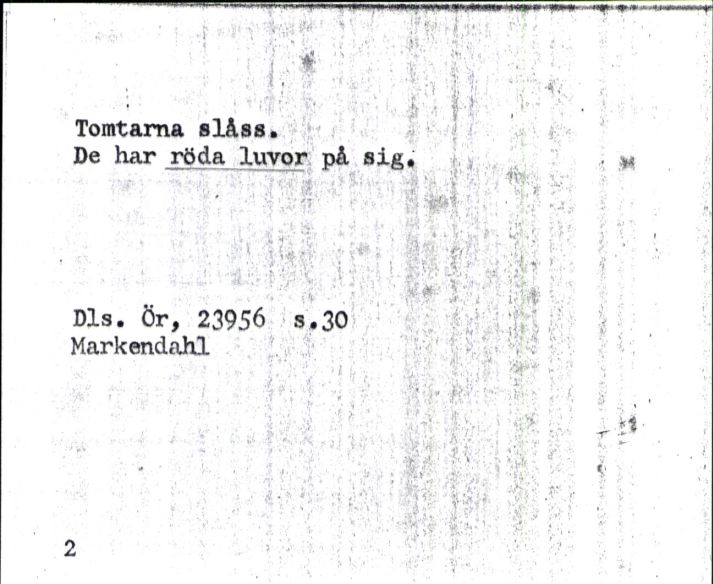 Tomtarna slåss.
De har röda luvor på sig.
Dls. Ör, 23956 s.30
Markendahl
2